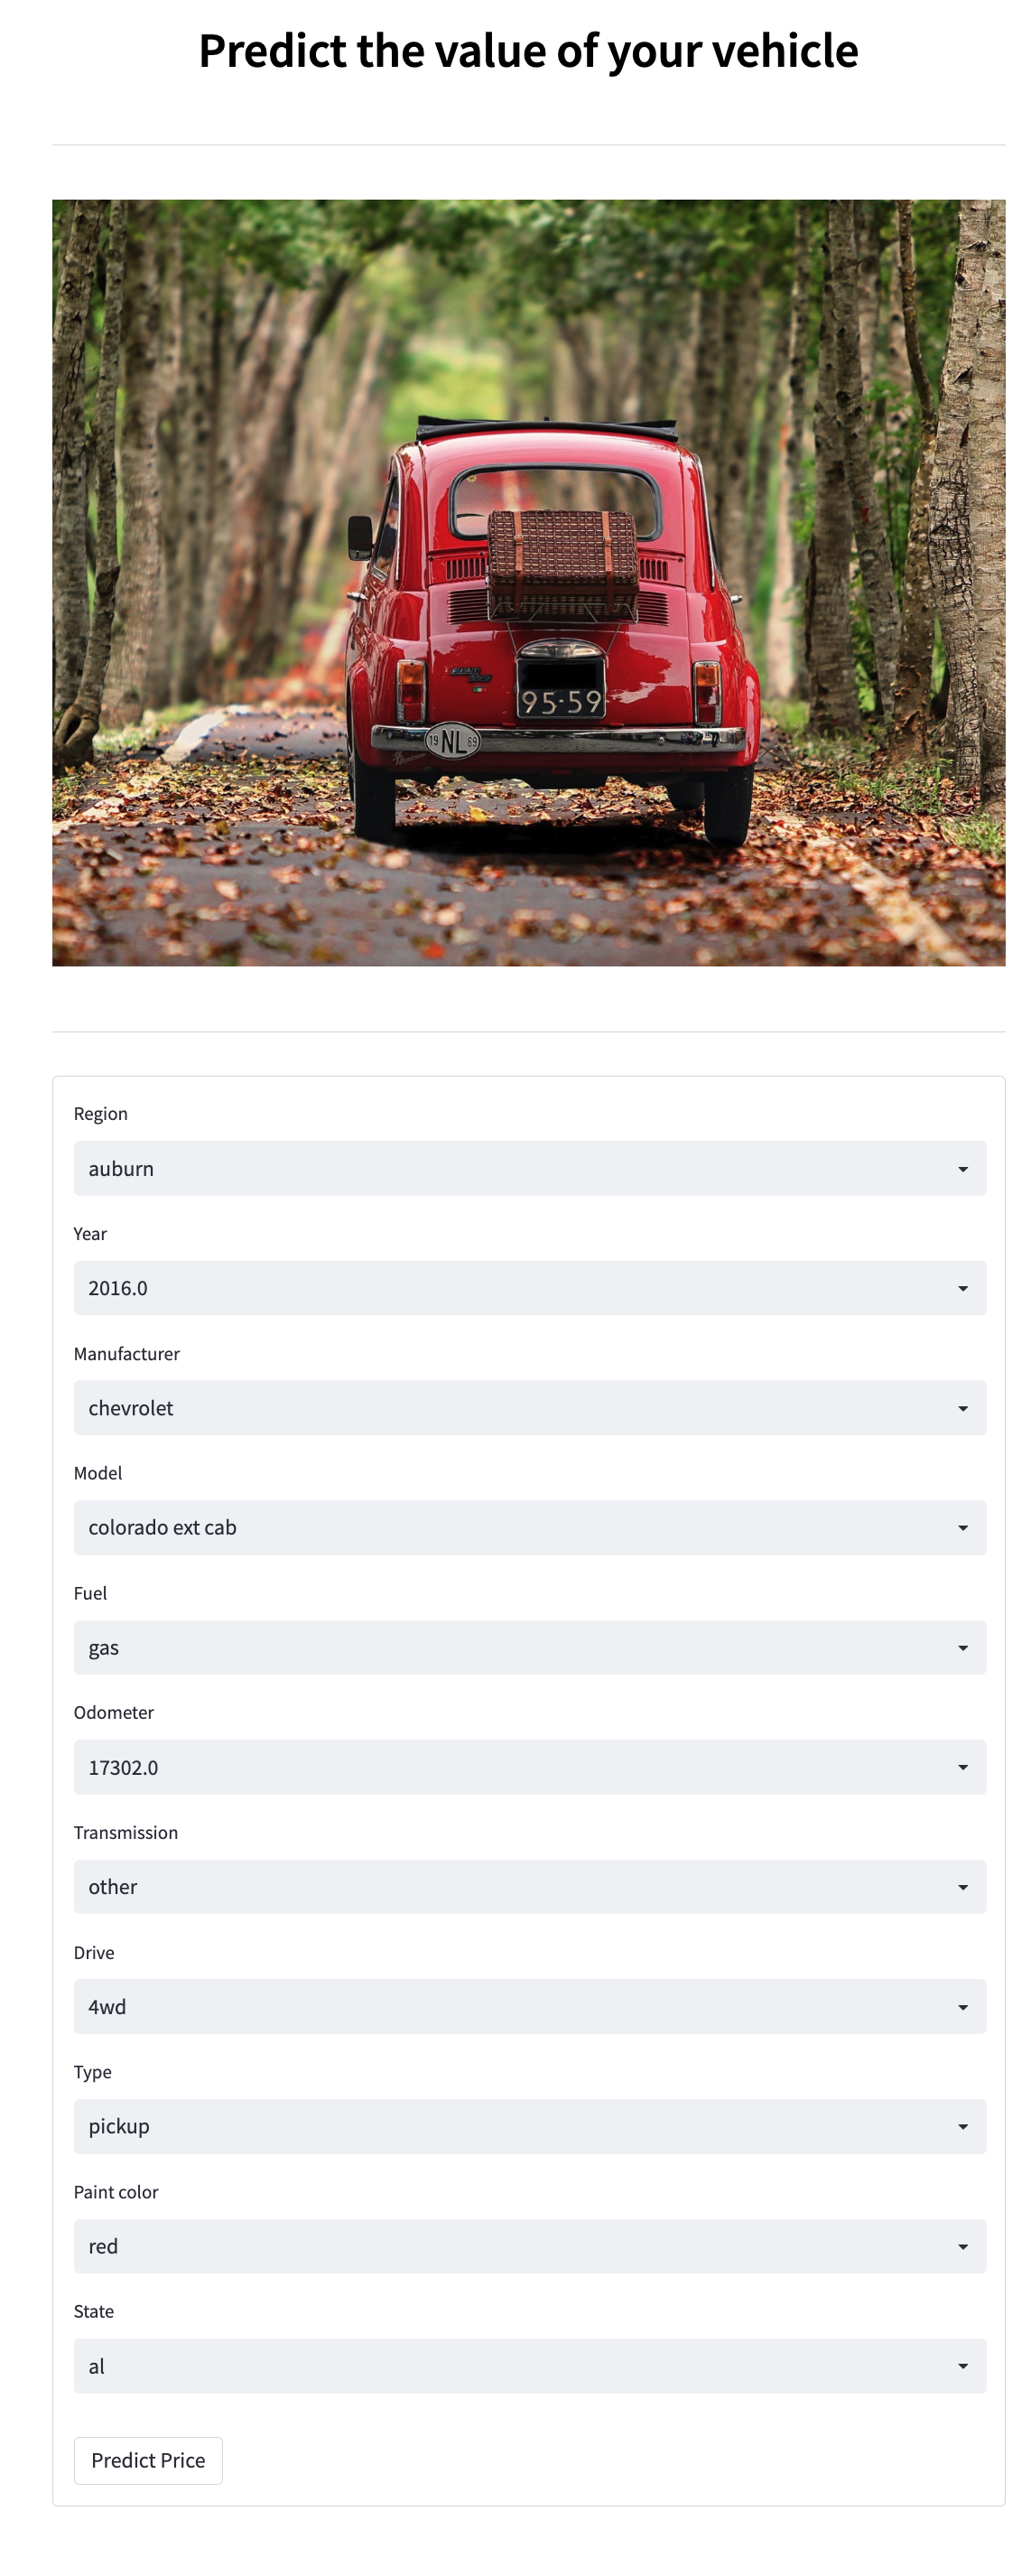 Predict the value of your vehicle
95-59
19 NL 69
Region
auburn
Year
2016.0
Manufacturer
chevrolet
Model
colorado ext cab
Fuel
gas
Odometer
17302.0
Transmission
other
Drive
4wd
Type
pickup
Paint color
red
State
al
Predict Price